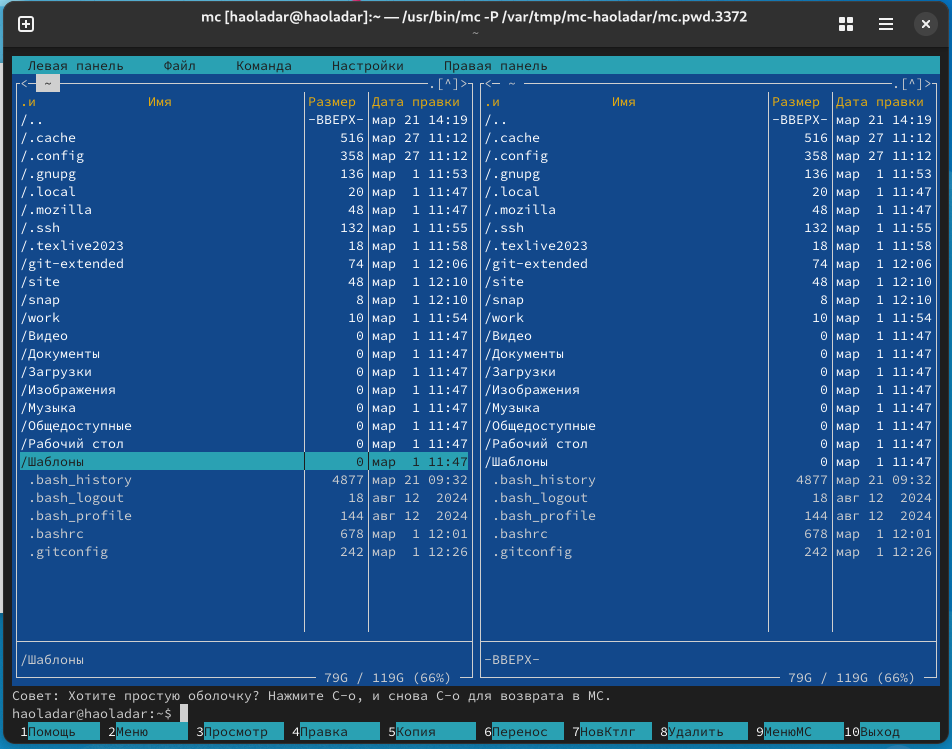 mc [haoladar@haoladar]:~ — /usr/bin/mc -P /var/tmp/mc-haoladar/mc.pwd.3372
~
Левая панель Файл Команда Настройки Правая панель
<— ~ .[^]> <— ~ .[^]>
.и Имя Размер Дата правки .и Имя Размер Дата правки
/.. -ВВЕРХ- мар 21 14:19 /.. -ВВЕРХ- мар 21 14:19
/.cache 516 мар 27 11:12 /.cache 516 мар 27 11:12
/.config 358 мар 27 11:12 /.config 358 мар 27 11:12
/.gnupg 136 мар 1 11:53 /.gnupg 136 мар 1 11:53
/.local 20 мар 1 11:47 /.local 20 мар 1 11:47
/.mozilla 48 мар 1 11:47 /.mozilla 48 мар 1 11:47
/.ssh 132 мар 1 11:55 /.ssh 132 мар 1 11:55
/.texlive2023 18 мар 1 11:58 /.texlive2023 18 мар 1 11:58
/git-extended 74 мар 1 12:06 /git-extended 74 мар 1 12:06
/site 48 мар 1 12:10 /site 48 мар 1 12:10
/snap 8 мар 1 12:10 /snap 8 мар 1 12:10
/work 10 мар 1 11:54 /work 10 мар 1 11:54
/Видео 0 мар 1 11:47 /Видео 0 мар 1 11:47
/Документы 0 мар 1 11:47 /Документы 0 мар 1 11:47
/Загрузки 0 мар 1 11:47 /Загрузки 0 мар 1 11:47
/Изображения 0 мар 1 11:47 /Изображения 0 мар 1 11:47
/Музыка 0 мар 1 11:47 /Музыка 0 мар 1 11:47
/Общедоступные 0 мар 1 11:47 /Общедоступные 0 мар 1 11:47
/Рабочий стол 0 мар 1 11:47 /Рабочий стол 0 мар 1 11:47
/Шаблоны 0 мар 1 11:47 /Шаблоны 0 мар 1 11:47
.bash_history 4877 мар 21 09:32 .bash_history 4877 мар 21 09:32
.bash_logout 18 авг 12 2024 .bash_logout 18 авг 12 2024
.bash_profile 144 авг 12 2024 .bash_profile 144 авг 12 2024
.bashrc 678 мар 1 12:01 .bashrc 678 мар 1 12:01
.gitconfig 242 мар 1 12:26 .gitconfig 242 мар 1 12:26
/Шаблоны -ВВЕРХ-
79G / 119G (66%) 79G / 119G (66%)
Совет: Хотите простую оболочку? Нажмите C-o, и снова C-o для возврата в MC.
haoladar@haoladar:~$
1Помощь 2Меню 3Просмотр 4Правка 5Копия 6Перенос 7НовКтлг 8Удалить 9МенюMC 10Выход